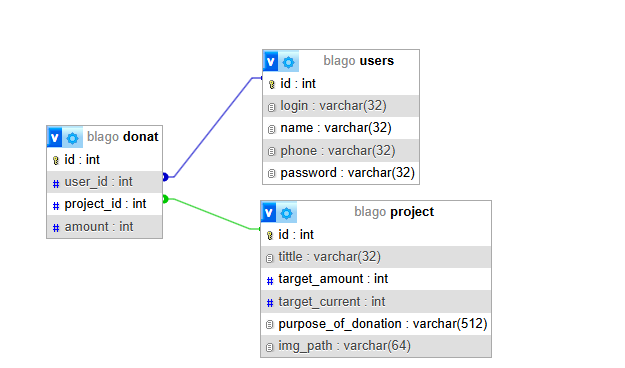 blago users
id : int
login : varchar(32)
name : varchar(32)
phone : varchar(32)
password : varchar(32)
blago donat
id : int
user_id : int
project_id : int
amount : int
blago project
id : int
tittle : varchar(32)
target_amount : int
target_current : int
purpose_of_donation : varchar(512)
img_path : varchar(64)